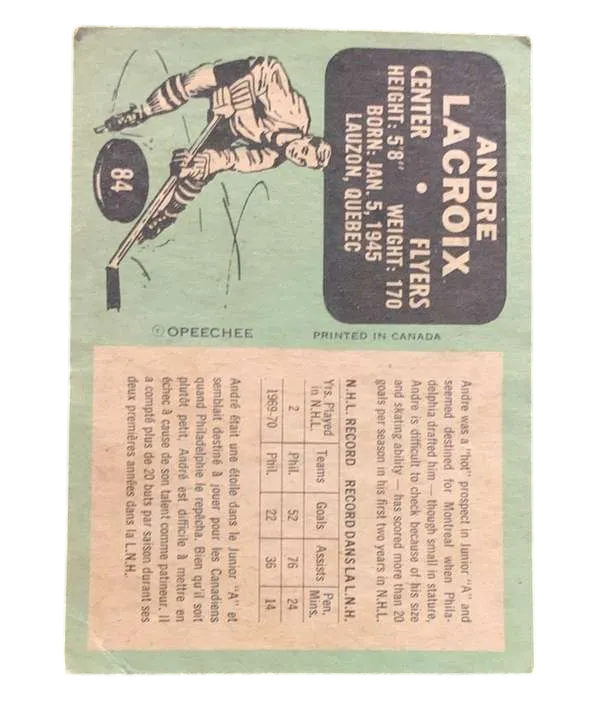 ANDRE
LACROIX
CENTER • FLYERS
HEIGHT: 5'8" WEIGHT: 170
BORN: JAN. 5, 1945
LAUZON, QUEBEC
84
© OPEECHEE
PRINTED IN CANADA
Andre was a "hot" prospect in Junior "A" and
seemed destined for Montreal when Phila-
delphia drafted him — though small in stature,
Andre is difficult to check because of his size
and skating ability — has scored more than 20
goals per season in his first two years in N.H.L.
N.H.L. RECORD RECORD DANS LA L.N.H.
Yrs. Played in N.H.L. Teams Goals Assists Pen. Mins.
2 Phil. 52 76 24
1969-70 Phil. 22 36 14
André était une étoile dans le Junior "A" et
semblait destiné à jouer pour les Canadiens
quand Philadelphie le repêcha. Bien qu'il soit
plutôt petit, André est difficile à mettre en
échec à cause de son talent comme patineur. Il
a compté plus de 20 buts par saison durant ses
deux premières années dans la L.N.H.